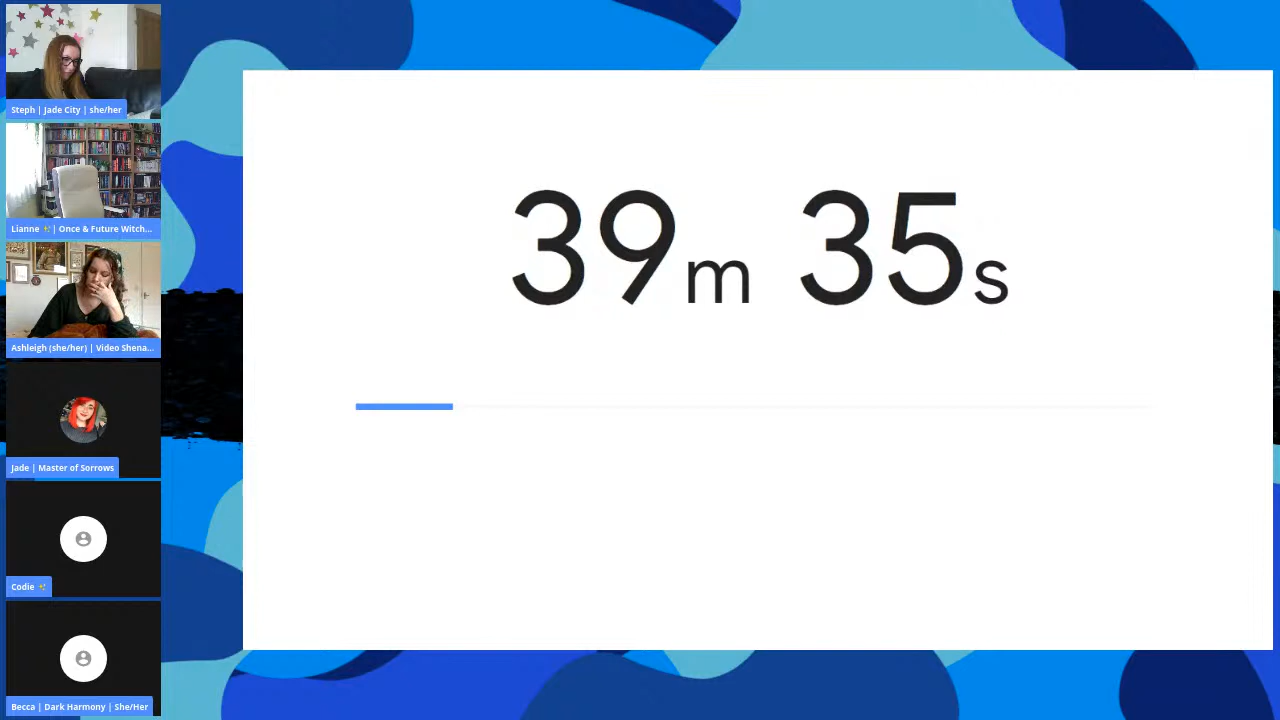 Steph | Jade City | she/her
Lianne ✨ | Once & Future Witch...
Ashleigh (she/her) | Video Shena...
Jade | Master of Sorrows
Codie ✨
Becca | Dark Harmony | She/Her
39m 35s